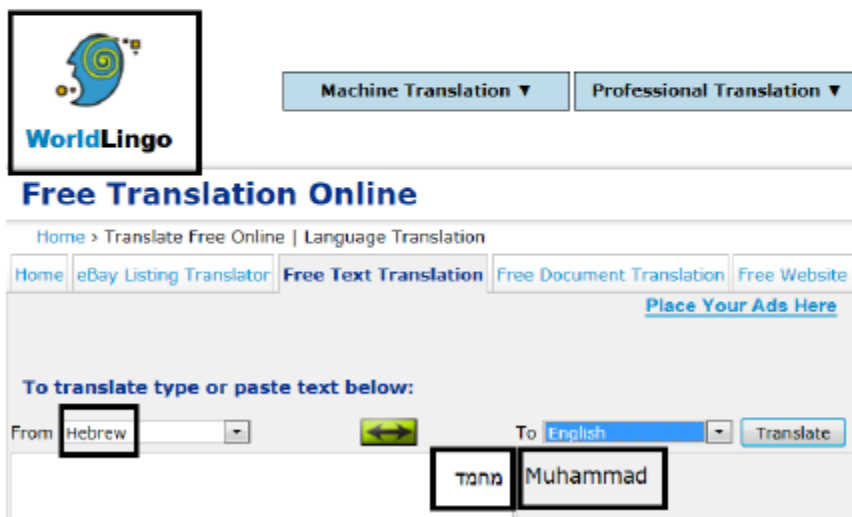 WorldLingo
Machine Translation ▼ Professional Translation ▼
Free Translation Online
Home › Translate Free Online | Language Translation
Home eBay Listing Translator Free Text Translation Free Document Translation Free Website
Place Your Ads Here
To translate type or paste text below:
From Hebrew To English Translate
מחמד Muhammad